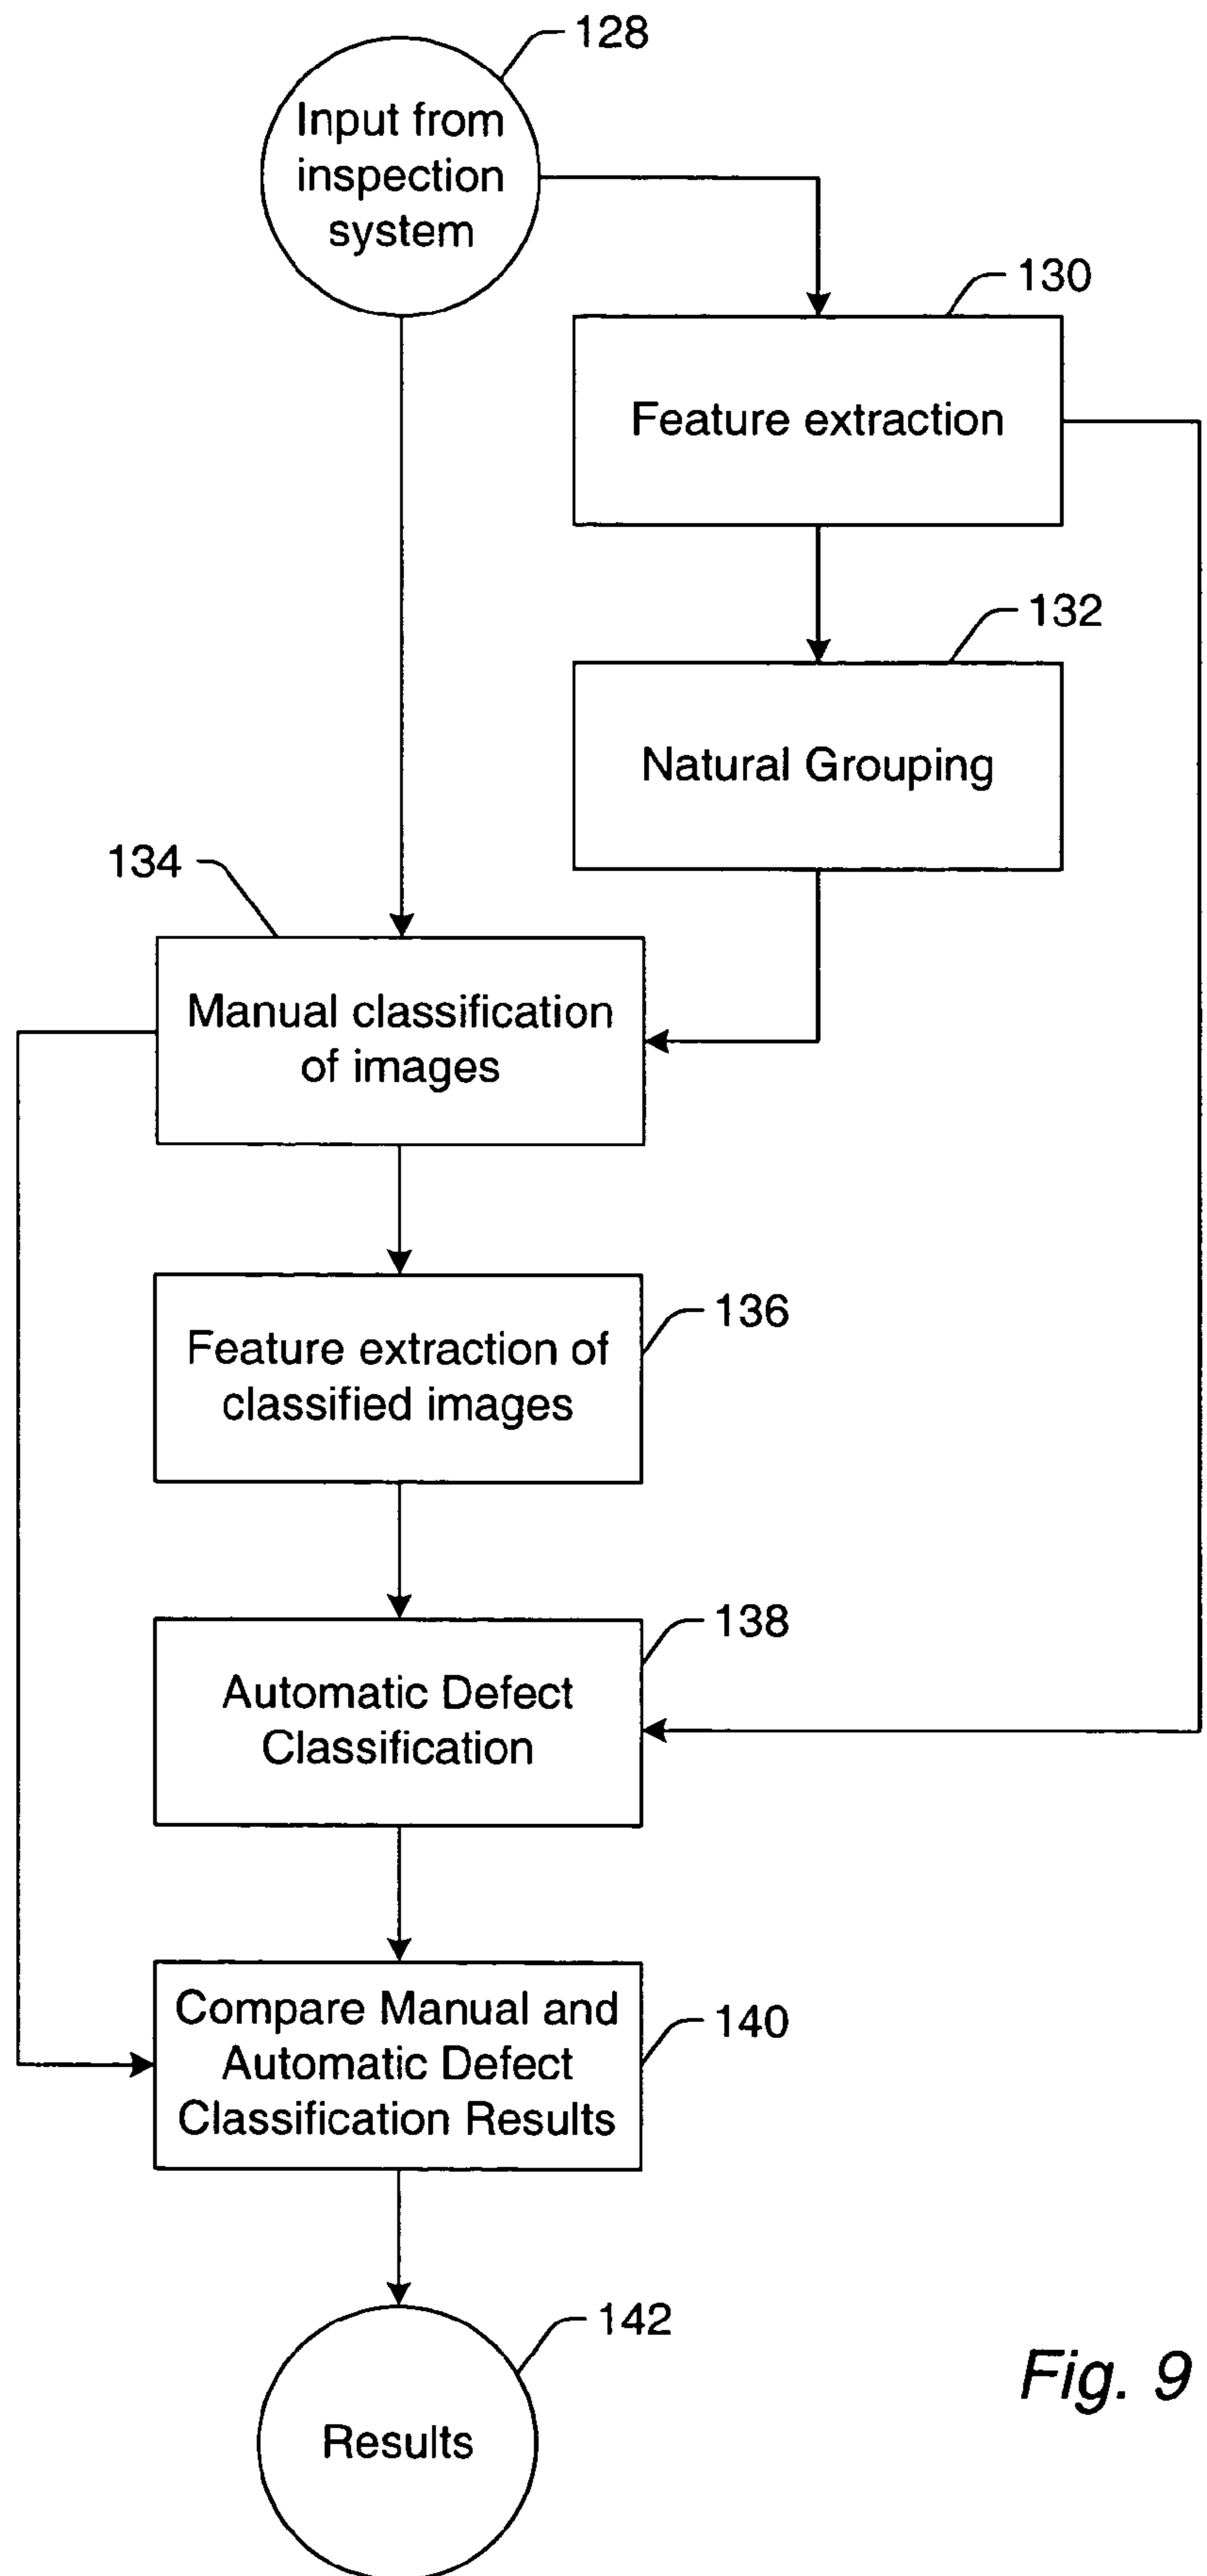 128
Input from
inspection
system
130
Feature extraction
132
Natural Grouping
134
Manual classification
of images
136
Feature extraction of
classified images
138
Automatic Defect
Classification
Compare Manual and
Automatic Defect
Classification Results
140
142
Results
Fig. 9